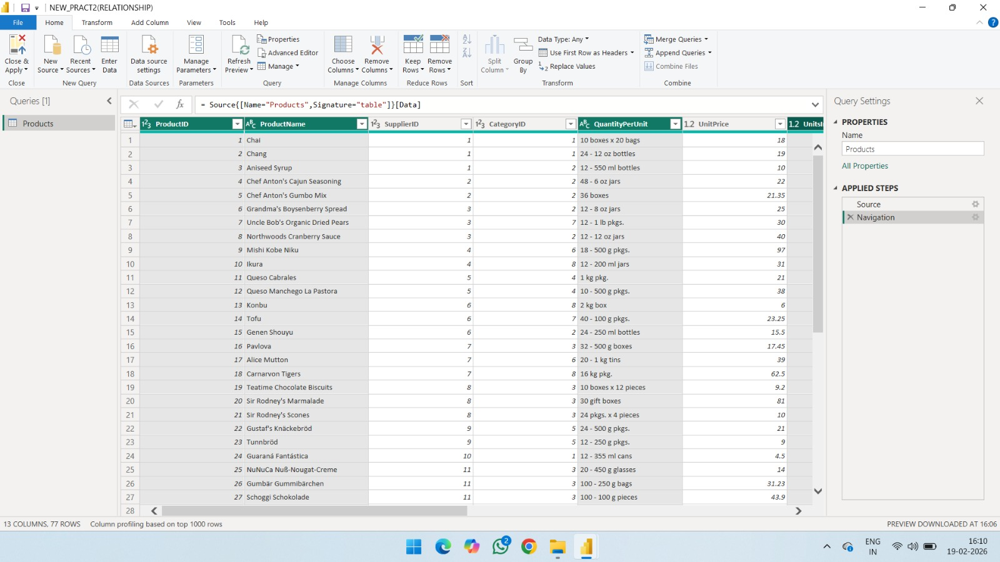 NEW_PRACT2(RELATIONSHIP)
File Home Transform Add Column View Tools Help
Close & Apply
New Source
Recent Sources
Enter Data
Data source settings
Manage Parameters
Refresh Preview
Properties
Advanced Editor
Manage
Choose Columns
Remove Columns
Keep Rows
Remove Rows
Split Column
Group By
Data Type: Any
Use First Row as Headers
Replace Values
Merge Queries
Append Queries
Combine Files
Close New Query Data Sources Parameters Query Manage Columns Reduce Rows Sort Transform Combine
Queries [1]
Products
fx = Source{[Name="Products",Signature="table"]}[Data]
ProductID ProductName SupplierID CategoryID QuantityPerUnit 1.2 UnitPrice 1.2
1 1 Chai 1 1 10 boxes x 20 bags 18
2 2 Chang 1 1 24 - 12 oz bottles 19
3 3 Aniseed Syrup 1 2 12 - 550 ml bottles 10
4 4 Chef Anton's Cajun Seasoning 2 2 48 - 6 oz jars 22
5 5 Chef Anton's Gumbo Mix 2 2 36 boxes 21.35
6 6 Grandma's Boysenberry Spread 3 2 12 - 8 oz jars 25
7 7 Uncle Bob's Organic Dried Pears 3 7 12 - 1 lb pkgs. 30
8 8 Northwoods Cranberry Sauce 3 2 12 - 12 oz jars 40
9 9 Mishi Kobe Niku 4 6 18 - 500 g pkgs. 97
10 10 Ikura 4 8 12 - 200 ml jars 31
11 11 Queso Cabrales 5 4 1 kg pkg. 21
12 12 Queso Manchego La Pastora 5 4 10 - 500 g pkgs. 38
13 13 Konbu 6 8 2 kg box 6
14 14 Tofu 6 7 40 - 100 g pkgs. 23.25
15 15 Genen Shouyu 6 2 24 - 250 ml bottles 15.5
16 16 Pavlova 7 3 32 - 500 g boxes 17.45
17 17 Alice Mutton 7 6 20 - 1 kg tins 39
18 18 Carnarvon Tigers 7 8 16 kg pkg. 62.5
19 19 Teatime Chocolate Biscuits 8 3 10 boxes x 12 pieces 9.2
20 20 Sir Rodney's Marmalade 8 3 30 gift boxes 81
21 21 Sir Rodney's Scones 8 3 24 pkgs. x 4 pieces 10
22 22 Gustaf's Knäckebröd 9 5 24 - 500 g pkgs. 21
23 23 Tunnbröd 9 5 12 - 250 g pkgs. 9
24 24 Guaraná Fantástica 10 1 12 - 355 ml cans 4.5
25 25 NuNuCa Nuß-Nougat-Creme 11 3 20 - 450 g glasses 14
26 26 Gumbär Gummibärchen 11 3 100 - 250 g bags 31.23
27 27 Schoggi Schokolade 11 3 100 - 100 g pieces 43.9
28
Query Settings
PROPERTIES
Name
Products
All Properties
APPLIED STEPS
Source
Navigation
13 COLUMNS, 77 ROWS Column profiling based on top 1000 rows
PREVIEW DOWNLOADED AT 16:06
2
ENG
IN
16:10
19-02-2026